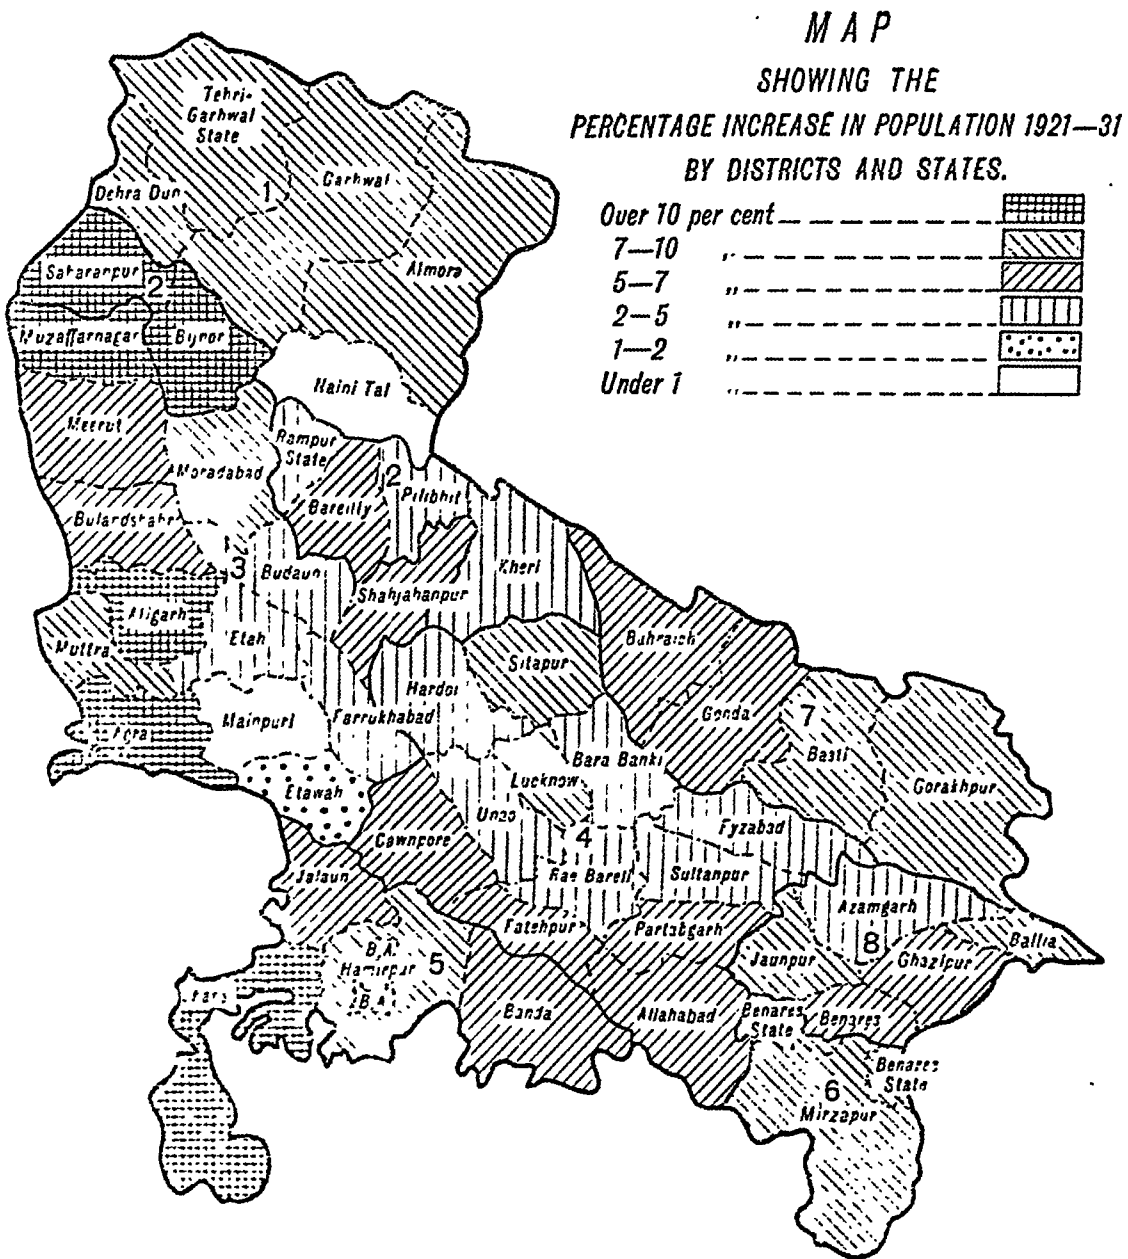 MAP
SHOWING THE
PERCENTAGE INCREASE IN POPULATION 1921—31
BY DISTRICTS AND STATES.
Over 10 per cent
7—10 ,,
5—7 ,,
2—5 ,,
1—2 ,,
Under 1 ,,
Tehri-
Garhwal
State
Garhwal
Dehra Dun
1
Almora
Saharanpur
2
Muzaffarnagar
Bijnor
Naini Tal
Meerut
Rampur
State
Moradabad
2
Pilibhit
Bareilly
Bulandshahr
3
Budaun
Kheri
Shahjahanpur
Aligarh
Etah
Muttra
Bahraich
Sitapur
Hardoi
Mainpuri
Farrukhabad
Gonda
7
Basti
Agra
Bara Banki
Lucknow
Gorakhpur
Etawah
Unao
Fyzabad
4
Cawnpore
Rae Bareli
Sultanpur
Jalaun
Azamgarh
Fatehpur
Partabgarh
8
Ballia
B.A.
Hamirpur
5
Jaunpur
Ghazipur
B.A.
Banda
Allahabad
Benares
State
Benares
Benares
State
6
Mirzapur